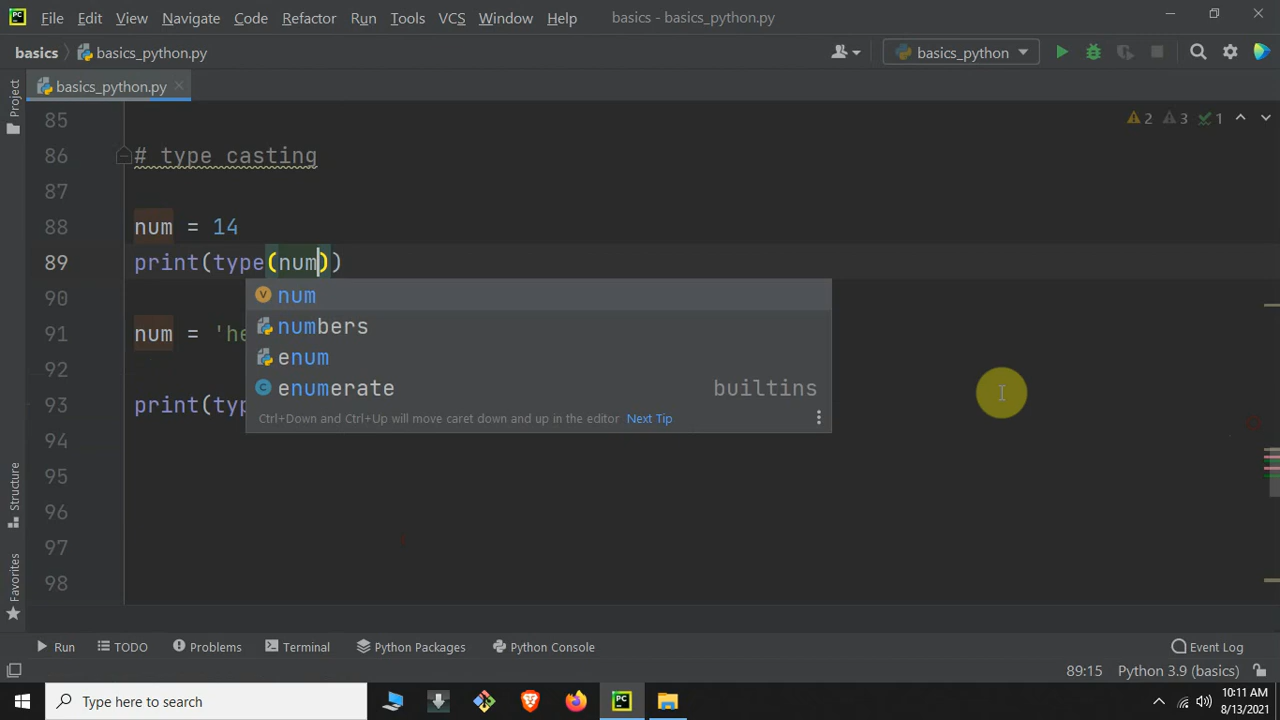 File Edit View Navigate Code Refactor Run Tools VCS Window Help basics - basics_python.py
basics basics_python.py basics_python
basics_python.py
Project
2 3 1
85
86 # type casting
87
88 num = 14
89 print(type(num))
90
num
91 num = 'he
numbers
92
enum
93 print(typ
enumerate builtins
Ctrl+Down and Ctrl+Up will move caret down and up in the editor Next Tip
94
95
96
97
98
Structure
Favorites
Run TODO Problems Terminal Python Packages Python Console Event Log
89:15 Python 3.9 (basics)
Type here to search
PC
10:11 AM
8/13/2021